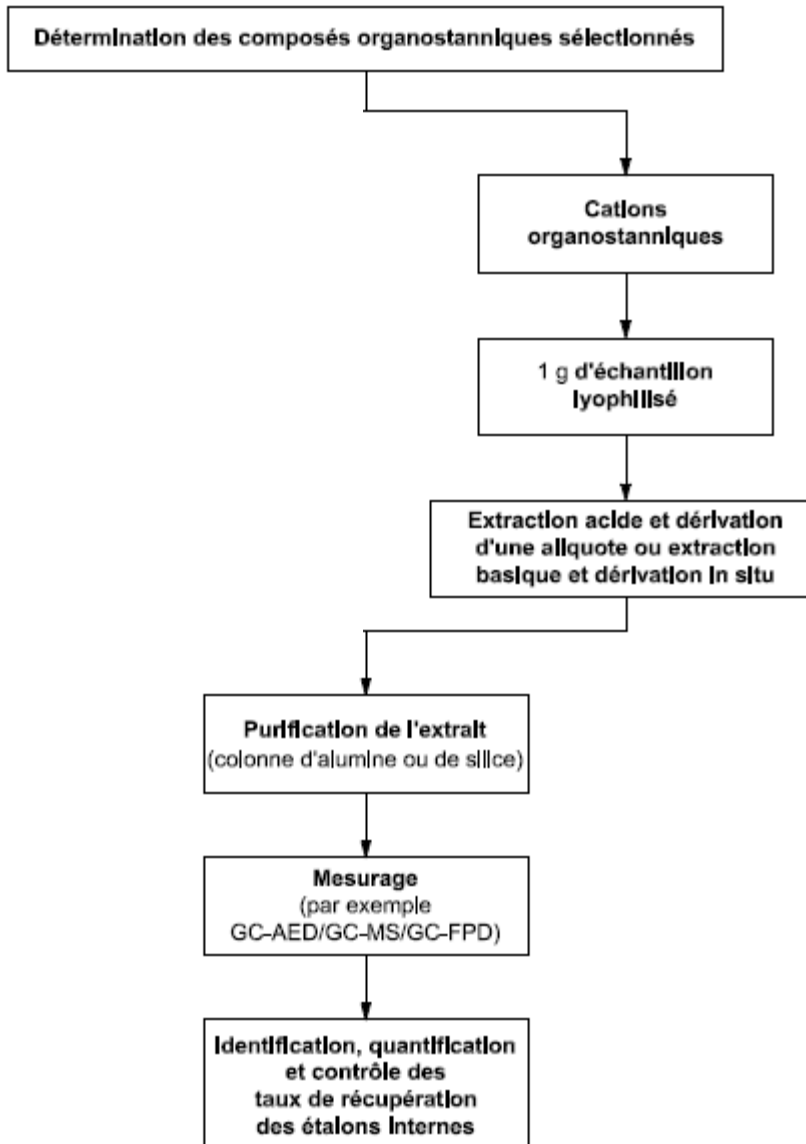 Détermination des composés organostanniques sélectionnés
Cations
organostanniques
1 g d'échantillon
lyophilisé
Extraction acide et dérivation
d'une aliquote ou extraction
basique et dérivation in situ
Purification de l'extrait
(colonne d'alumine ou de silice)
Mesurage
(par exemple
GC-AED/GC-MS/GC-FPD)
Identification, quantification
et contrôle des
taux de récupération
des étalons internes